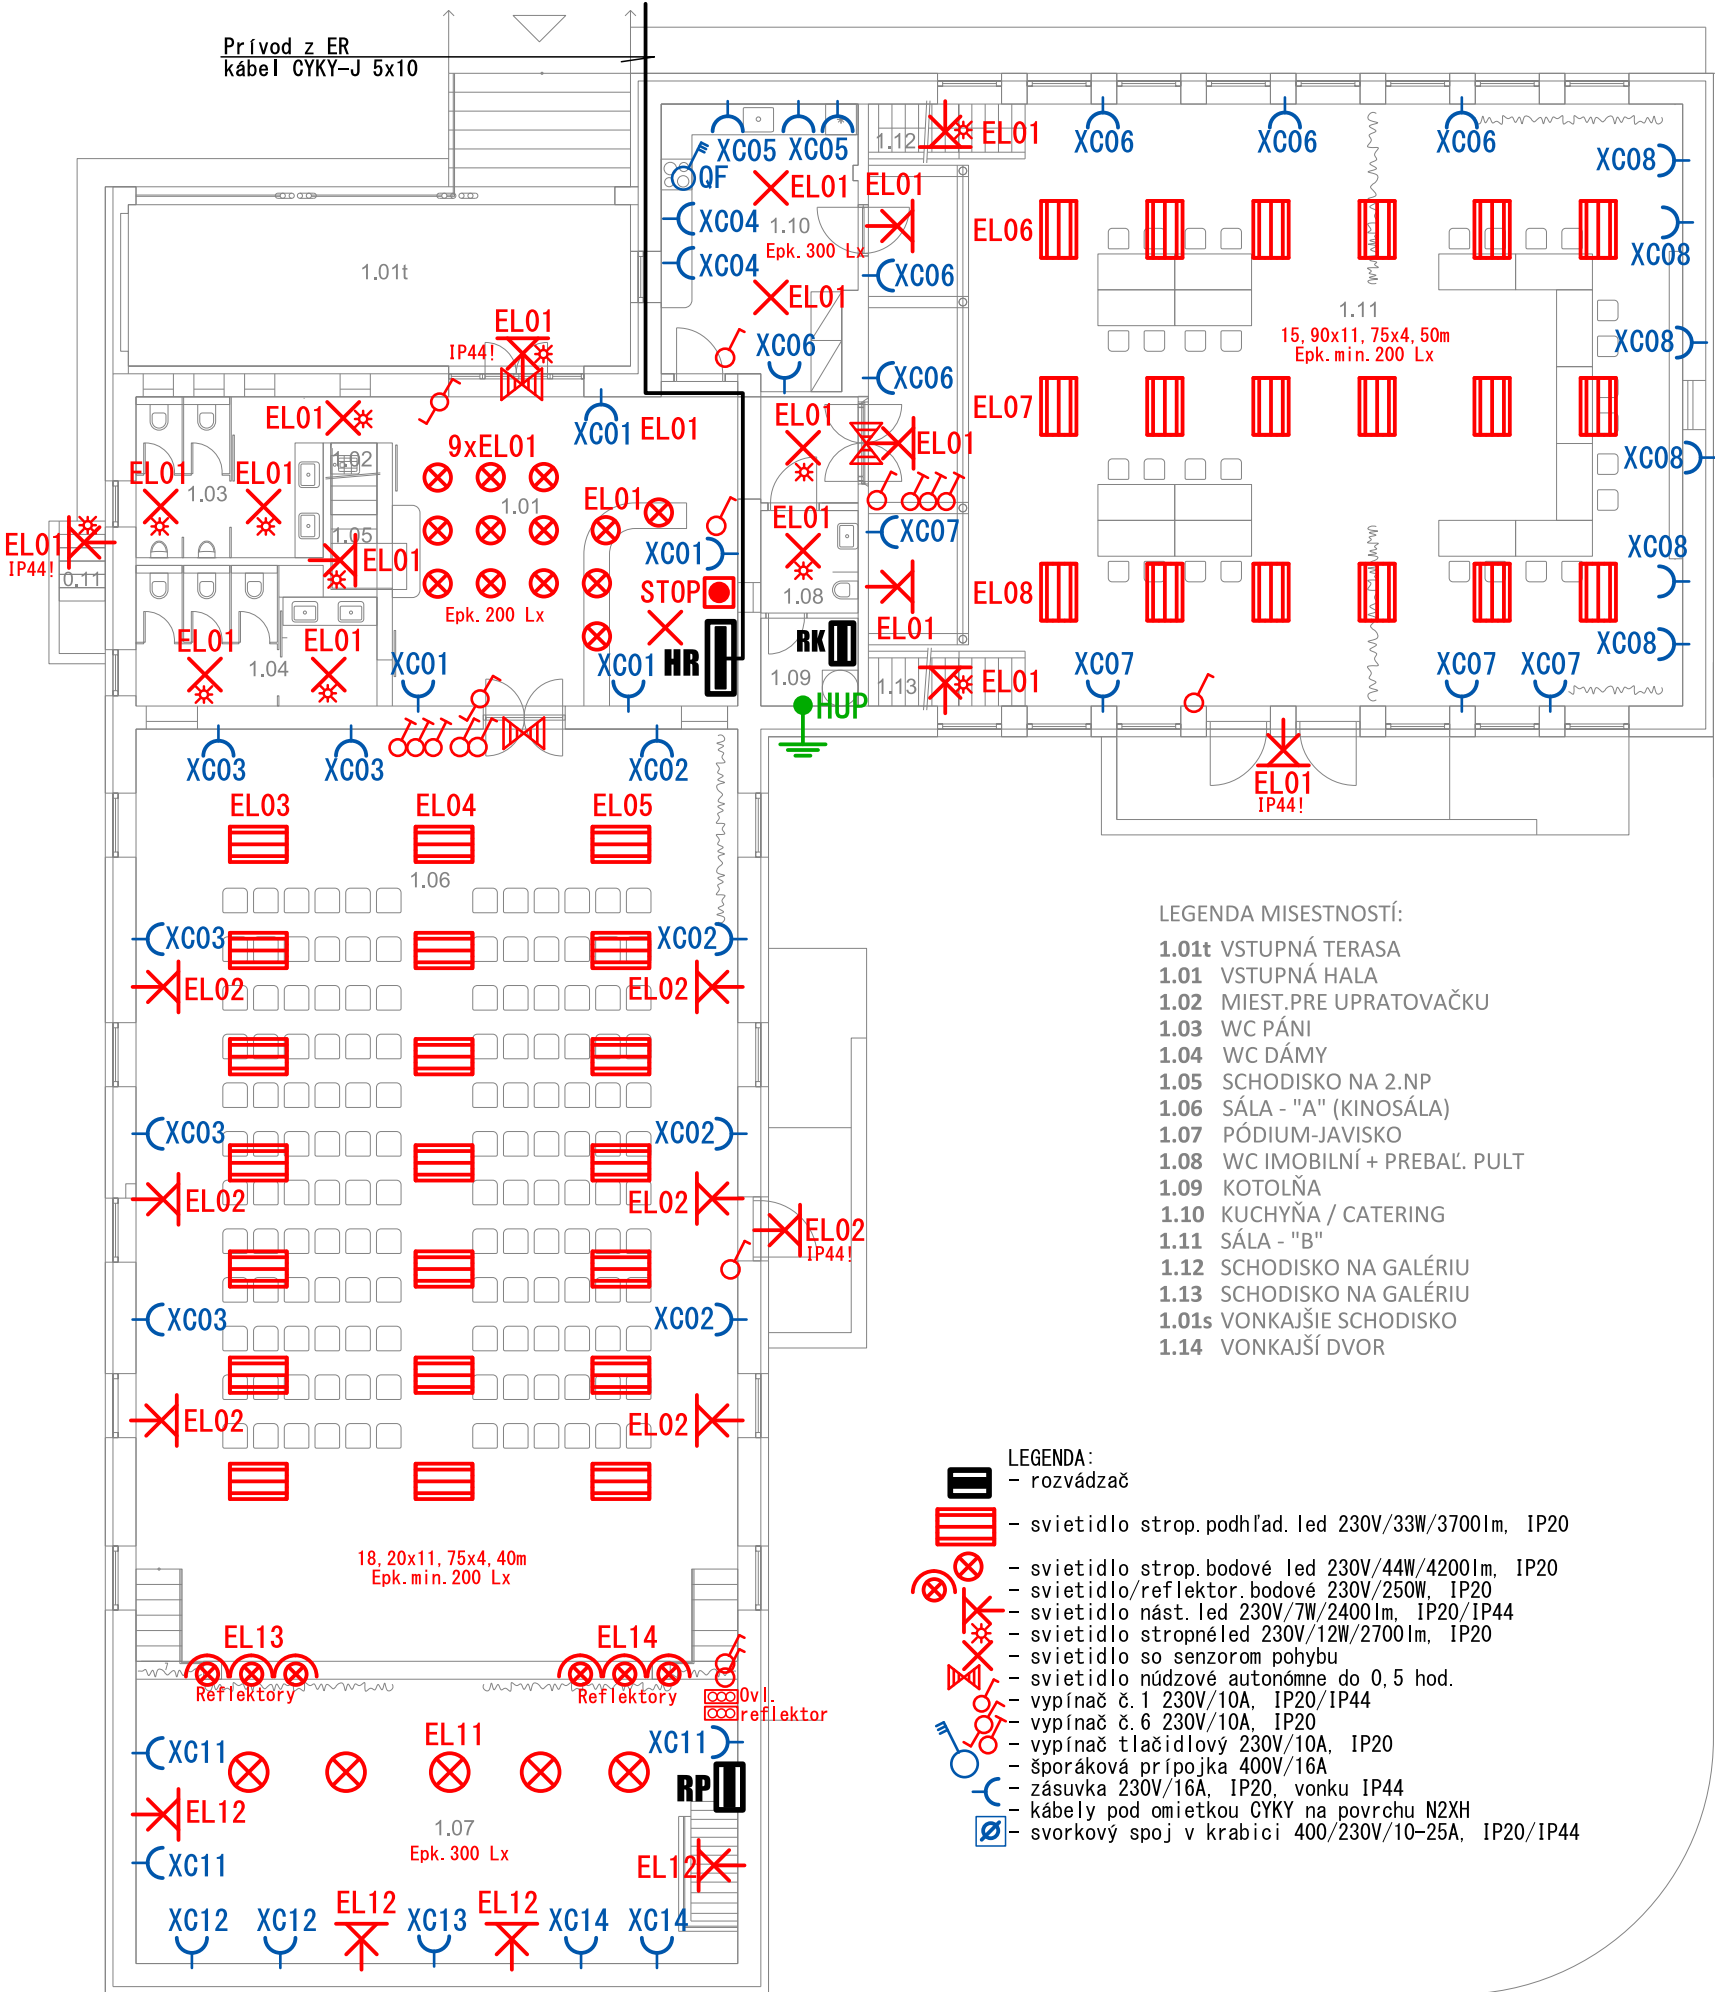 Prívod z ER
kábel CYKY-J 5x10
XC05 XC05
QF
1.12
EL01
XC06
XC06
XC06
XC08
EL01
EL01
XC04
1.10
Epk.300 Lx
XC04
EL06
XC08
1.01t
XC06
EL01
1.11
15,90x11,75x4,50m
Epk.min.200 Lx
XC08
EL01
IP44!
XC06
XC06
EL07
EL01
XC01
EL01
EL01
EL01
9xEL01
1.02
XC08
EL01
1.03
EL01
1.01
EL01
EL01
XC07
EL01
IP44!
1.05
EL01
XC01
XC08
0.11
STOP
1.08
EL08
Epk.200 Lx
EL01
EL01
EL01
1.04
XC01
XC01
HR
RK
XC08
1.09
1.13
EL01
XC07
XC07
XC07
HUP
XC03
XC03
XC02
EL01
IP44!
EL03
EL04
EL05
1.06
XC03
XC02
EL02
EL02
XC03
XC02
EL02
EL02
EL02
IP44!
XC03
XC02
EL02
EL02
18,20x11,75x4,40m
Epk.min.200 Lx
EL13
EL14
Reflektory
Reflektory
Ovl.
reflektor
EL11
XC11
XC11
RP
EL12
1.07
Epk.300 Lx
XC11
EL12
EL12
EL12
XC12
XC12
XC13
XC14
XC14
LEGENDA MISESTNOSTÍ:
1.01t VSTUPNÁ TERASA
1.01 VSTUPNÁ HALA
1.02 MIEST.PRE UPRATOVAČKU
1.03 WC PÁNI
1.04 WC DÁMY
1.05 SCHODISKO NA 2.NP
1.06 SÁLA - "A" (KINOSÁLA)
1.07 PÓDIUM-JAVISKO
1.08 WC IMOBILNÍ + PREBAĽ. PULT
1.09 KOTOLŇA
1.10 KUCHYŇA / CATERING
1.11 SÁLA - "B"
1.12 SCHODISKO NA GALÉRIU
1.13 SCHODISKO NA GALÉRIU
1.01s VONKAJŠIE SCHODISKO
1.14 VONKAJŠÍ DVOR
LEGENDA:
- rozvádzač
- svietidlo strop.podhľad.led 230V/33W/3700lm, IP20
- svietidlo strop.bodové led 230V/44W/4200lm, IP20
- svietidlo/reflektor.bodové 230V/250W, IP20
- svietidlo nást.led 230V/7W/2400lm, IP20/IP44
- svietidlo stropnéled 230V/12W/2700lm, IP20
- svietidlo so senzorom pohybu
- svietidlo núdzové autonómne do 0,5 hod.
- vypínač č.1 230V/10A, IP20/IP44
- vypínač č.6 230V/10A, IP20
- vypínač tlačidlový 230V/10A, IP20
- šporáková prípojka 400V/16A
- zásuvka 230V/16A, IP20, vonku IP44
- kábely pod omietkou CYKY na povrchu N2XH
- svorkový spoj v krabici 400/230V/10-25A, IP20/IP44